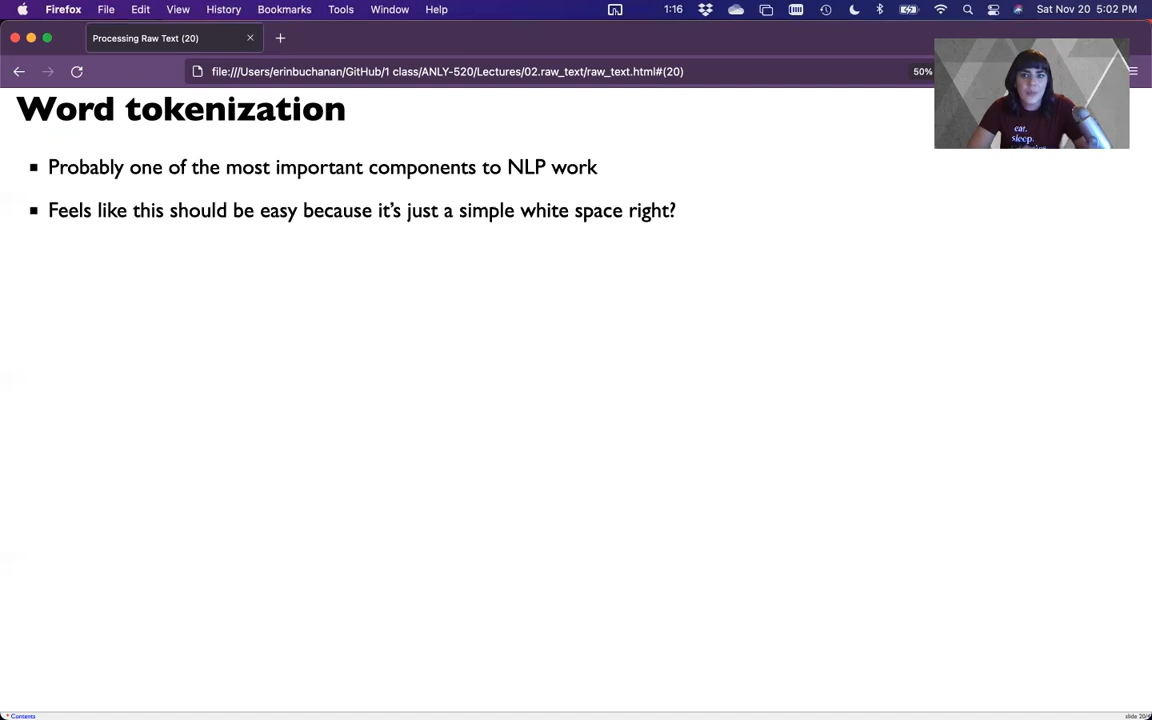 Firefox File Edit View History Bookmarks Tools Window Help 1:16 Sat Nov 20 5:02 PM
Processing Raw Text (20)
file:///Users/erinbuchanan/GitHub/1 class/ANLY-520/Lectures/02.raw_text/raw_text.html#(20) 50%
eat.
sleep.
Word tokenization
Probably one of the most important components to NLP work
Feels like this should be easy because it's just a simple white space right?
* Contents slide 20/